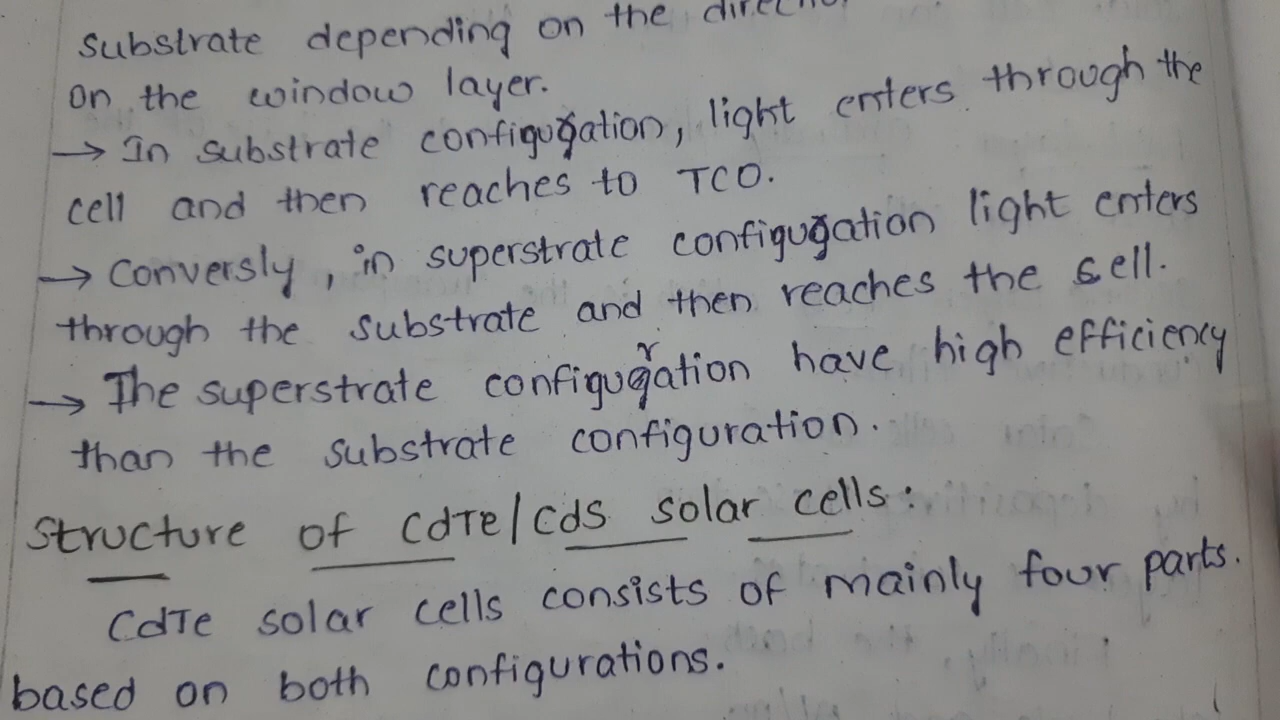 substrate depending on the
on the window layer.
→ In substrate configuration, light enters through the
cell and then reaches to TCO.
→ Conversly, in superstrate configuration light enters
through the substrate and then reaches the cell.
→ The superstrate configuration have high efficiency
than the substrate configuration.
Structure of CdTe/CdS solar cells:
CdTe solar cells consists of mainly four parts.
based on both configurations.